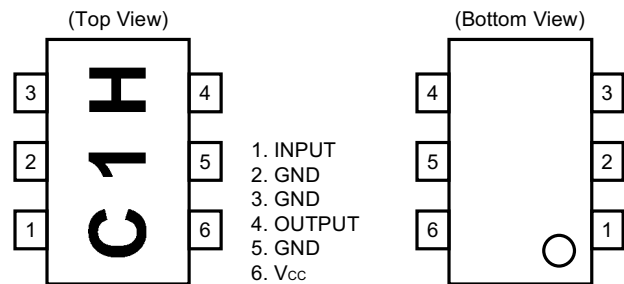 (Top View)
3
4
2
5
1
6
C1H
1. INPUT
2. GND
3. GND
4. OUTPUT
5. GND
6. VCC
(Bottom View)
4
3
5
2
6
1